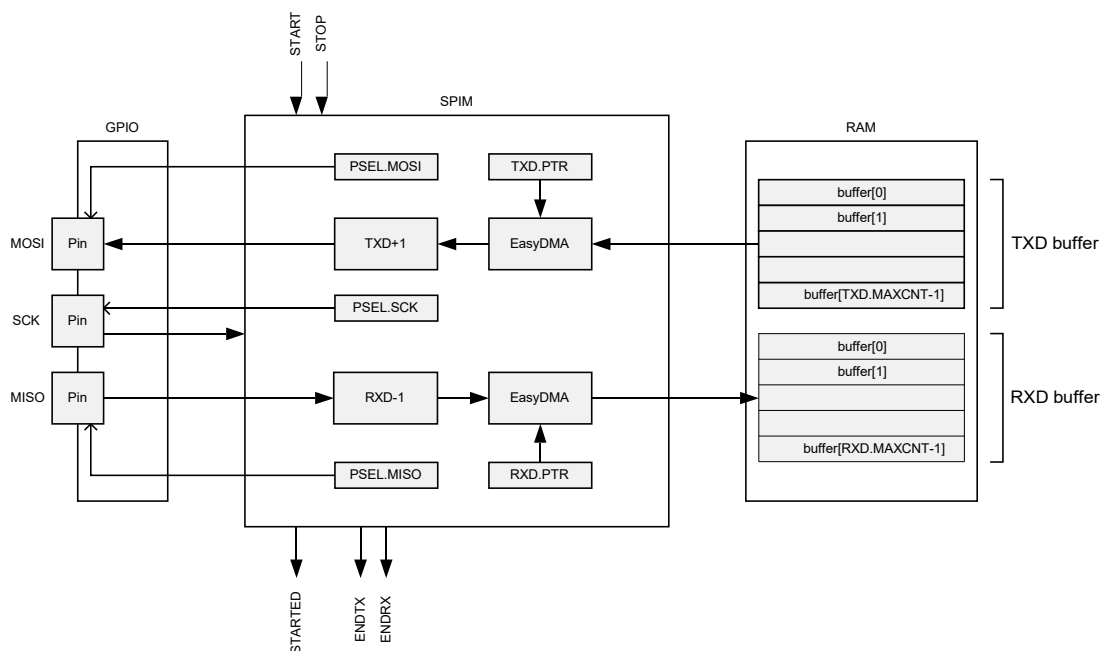 START
STOP
SPIM
GPIO
RAM
PSEL.MOSI
TXD.PTR
buffer[0]
buffer[1]
MOSI
Pin
TXD+1
EasyDMA
TXD buffer
buffer[TXD.MAXCNT-1]
PSEL.SCK
SCK
Pin
buffer[0]
buffer[1]
MISO
Pin
RXD-1
EasyDMA
RXD buffer
buffer[RXD.MAXCNT-1]
PSEL.MISO
RXD.PTR
STARTED
ENDTX
ENDRX